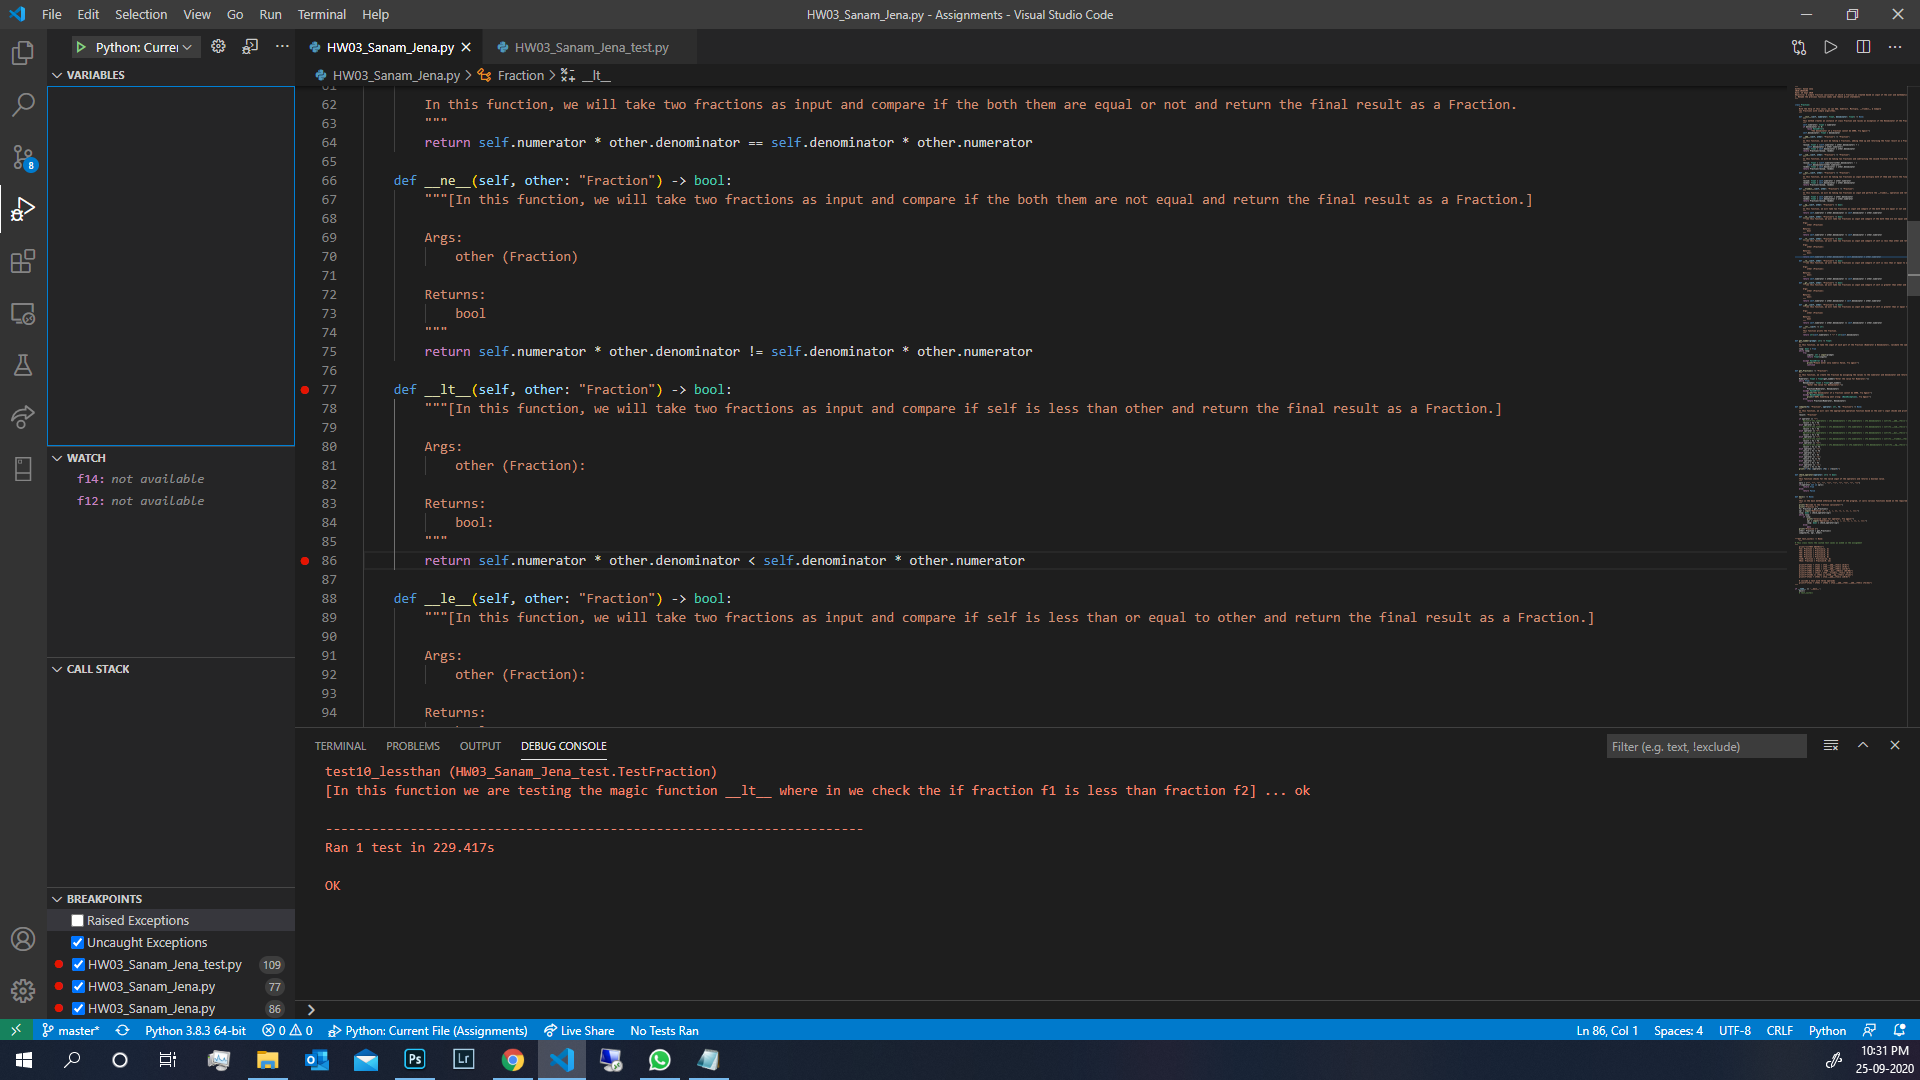 File Edit Selection View Go Run Terminal Help
HW03_Sanam_Jena.py - Assignments - Visual Studio Code
Python: Currer
HW03_Sanam_Jena.py
HW03_Sanam_Jena_test.py
VARIABLES
HW03_Sanam_Jena.py > Fraction > __lt__
61
62 In this function, we will take two fractions as input and compare if the both them are equal or not and return the final result as a Fraction.
63 """
64 return self.numerator * other.denominator == self.denominator * other.numerator
65
66 def __ne__(self, other: "Fraction") -> bool:
67 """[In this function, we will take two fractions as input and compare if the both them are not equal and return the final result as a Fraction.]
68
69 Args:
70 other (Fraction)
71
72 Returns:
73 bool
74 """
75 return self.numerator * other.denominator != self.denominator * other.numerator
76
77 def __lt__(self, other: "Fraction") -> bool:
78 """[In this function, we will take two fractions as input and compare if self is less than other and return the final result as a Fraction.]
79
80 Args:
81 other (Fraction):
82
83 Returns:
84 bool:
85 """
86 return self.numerator * other.denominator < self.denominator * other.numerator
87
88 def __le__(self, other: "Fraction") -> bool:
89 """[In this function, we will take two fractions as input and compare if self is less than or equal to other and return the final result as a Fraction.]
90
91 Args:
92 other (Fraction):
93
94 Returns:
8
WATCH
f14: not available
f12: not available
CALL STACK
BREAKPOINTS
Raised Exceptions
Uncaught Exceptions
HW03_Sanam_Jena_test.py 109
HW03_Sanam_Jena.py 77
HW03_Sanam_Jena.py 86
TERMINAL PROBLEMS OUTPUT DEBUG CONSOLE
Filter (e.g. text, !exclude)
test10_lessthan (HW03_Sanam_Jena_test.TestFraction)
[In this function we are testing the magic function __lt__ where in we check the if fraction f1 is less than fraction f2] ... ok
----------------------------------------------------------------------
Ran 1 test in 229.417s
OK
master* Python 3.8.3 64-bit 0 0 Python: Current File (Assignments) Live Share No Tests Ran
Ln 86, Col 1 Spaces: 4 UTF-8 CRLF Python
Ps
Lr
10:31 PM
25-09-2020